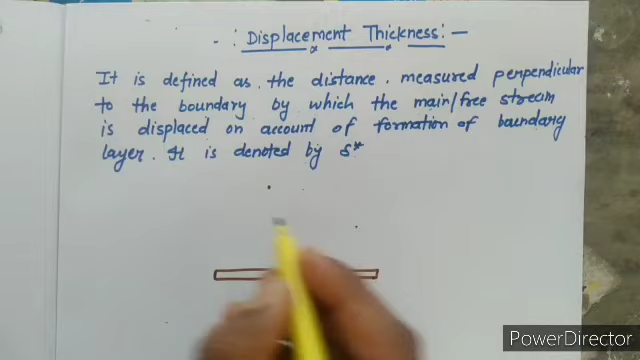 - : Displacement Thickness : -
It is defined as the distance measured perpendicular
to the boundary by which the main/free stream
is displaced on account of formation of boundary
layer. It is denoted by δ*
PowerDirector